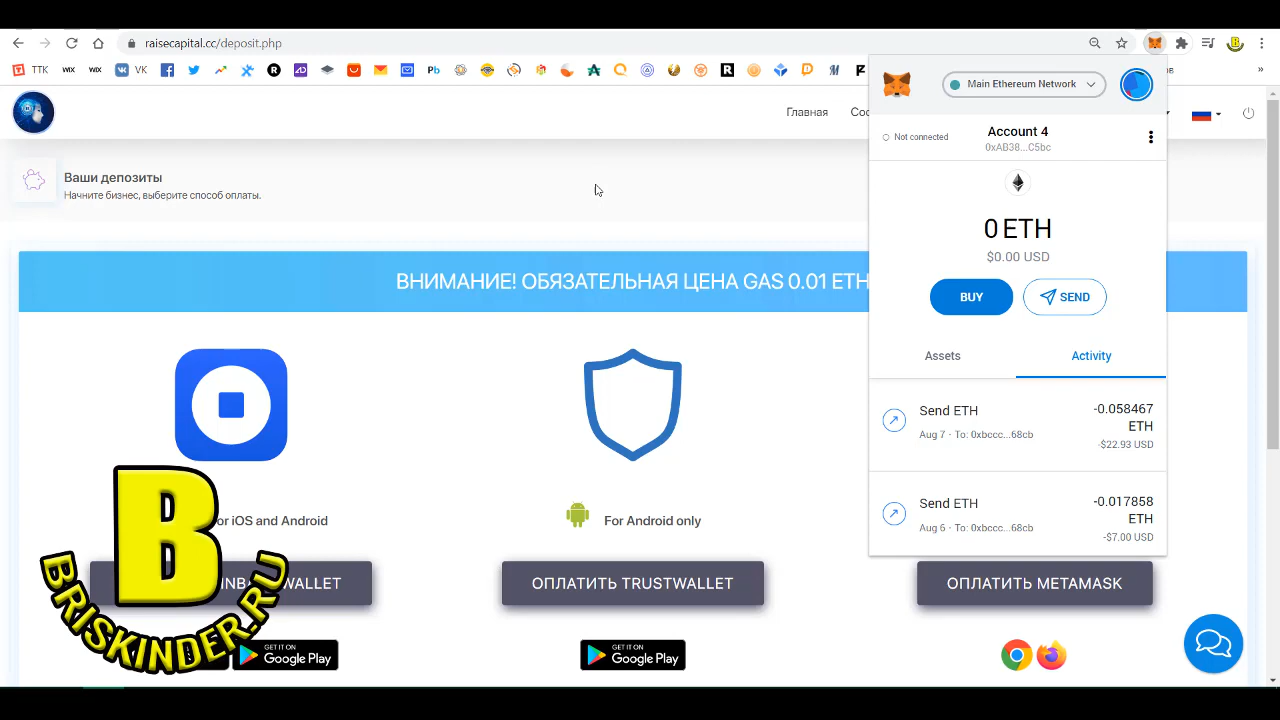 raisecapital.cc/deposit.php
ТТК
WIX
WIX
VK
Pb
Главная
Ваши депозиты
Начните бизнес, выберите способ оплаты.
ВНИМАНИЕ! ОБЯЗАТЕЛЬНАЯ ЦЕНА GAS 0.01 ETH
or iOS and Android
For Android only
WALLET
ОПЛАТИТЬ TRUSTWALLET
ОПЛАТИТЬ METAMASK
GET IT ON
Google Play
GET IT ON
Google Play
Main Ethereum Network
Not connected
Account 4
0xAB38...C5bc
0 ETH
$0.00 USD
BUY
SEND
Assets
Activity
Send ETH
-0.058467
ETH
Aug 7 · To: 0xbccc...68cb
-$22.93 USD
Send ETH
-0.017858
ETH
Aug 6 · To: 0xbccc...68cb
-$7.00 USD
B
BRISKINDER.RU